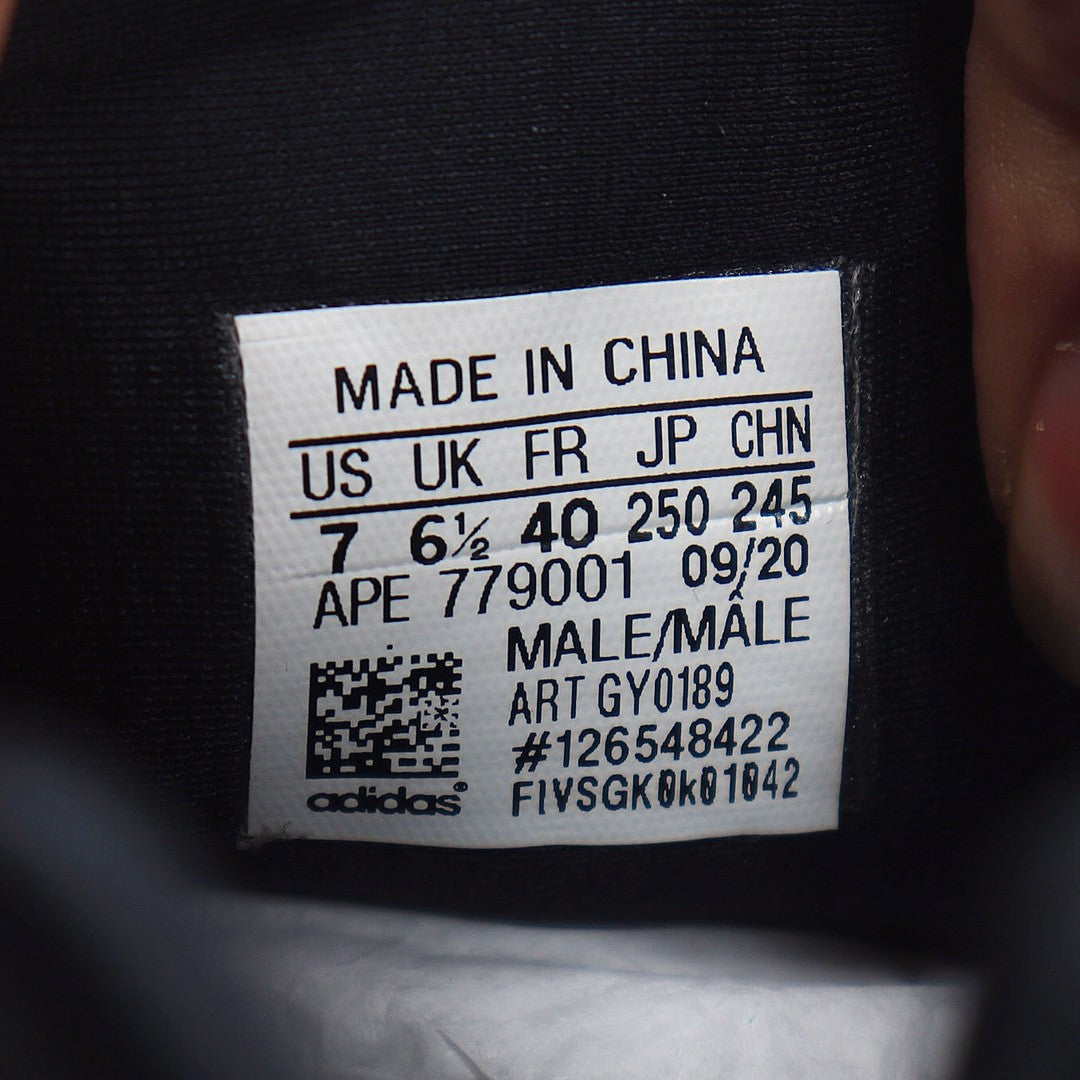 MADE IN CHINA
US UK FR JP CHN
7 6½ 40 250 245
APE 779001 09/20
MALE/MÂLE
ART GY0189
#126548422
FIVSGK0k01042
adidas®